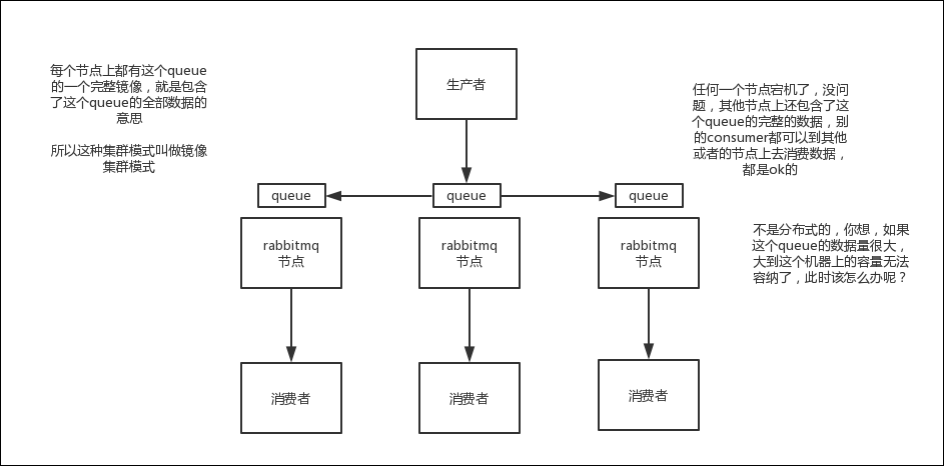 每个节点上都有这个queue
的一个完整镜像，就是包含
了这个queue的全部数据的
意思
所以这种集群模式叫做镜像
集群模式
生产者
任何一个节点宕机了，没问
题，其他节点上还包含了这
个queue的完整的数据，别
的consumer都可以到其他
或者的节点上去消费数据，
都是ok的
queue
queue
queue
rabbitmq
节点
rabbitmq
节点
rabbitmq
节点
不是分布式的，你想，如果
这个queue的数据量很大，
大到这个机器上的容量无法
容纳了，此时该怎么办呢？
消费者
消费者
消费者